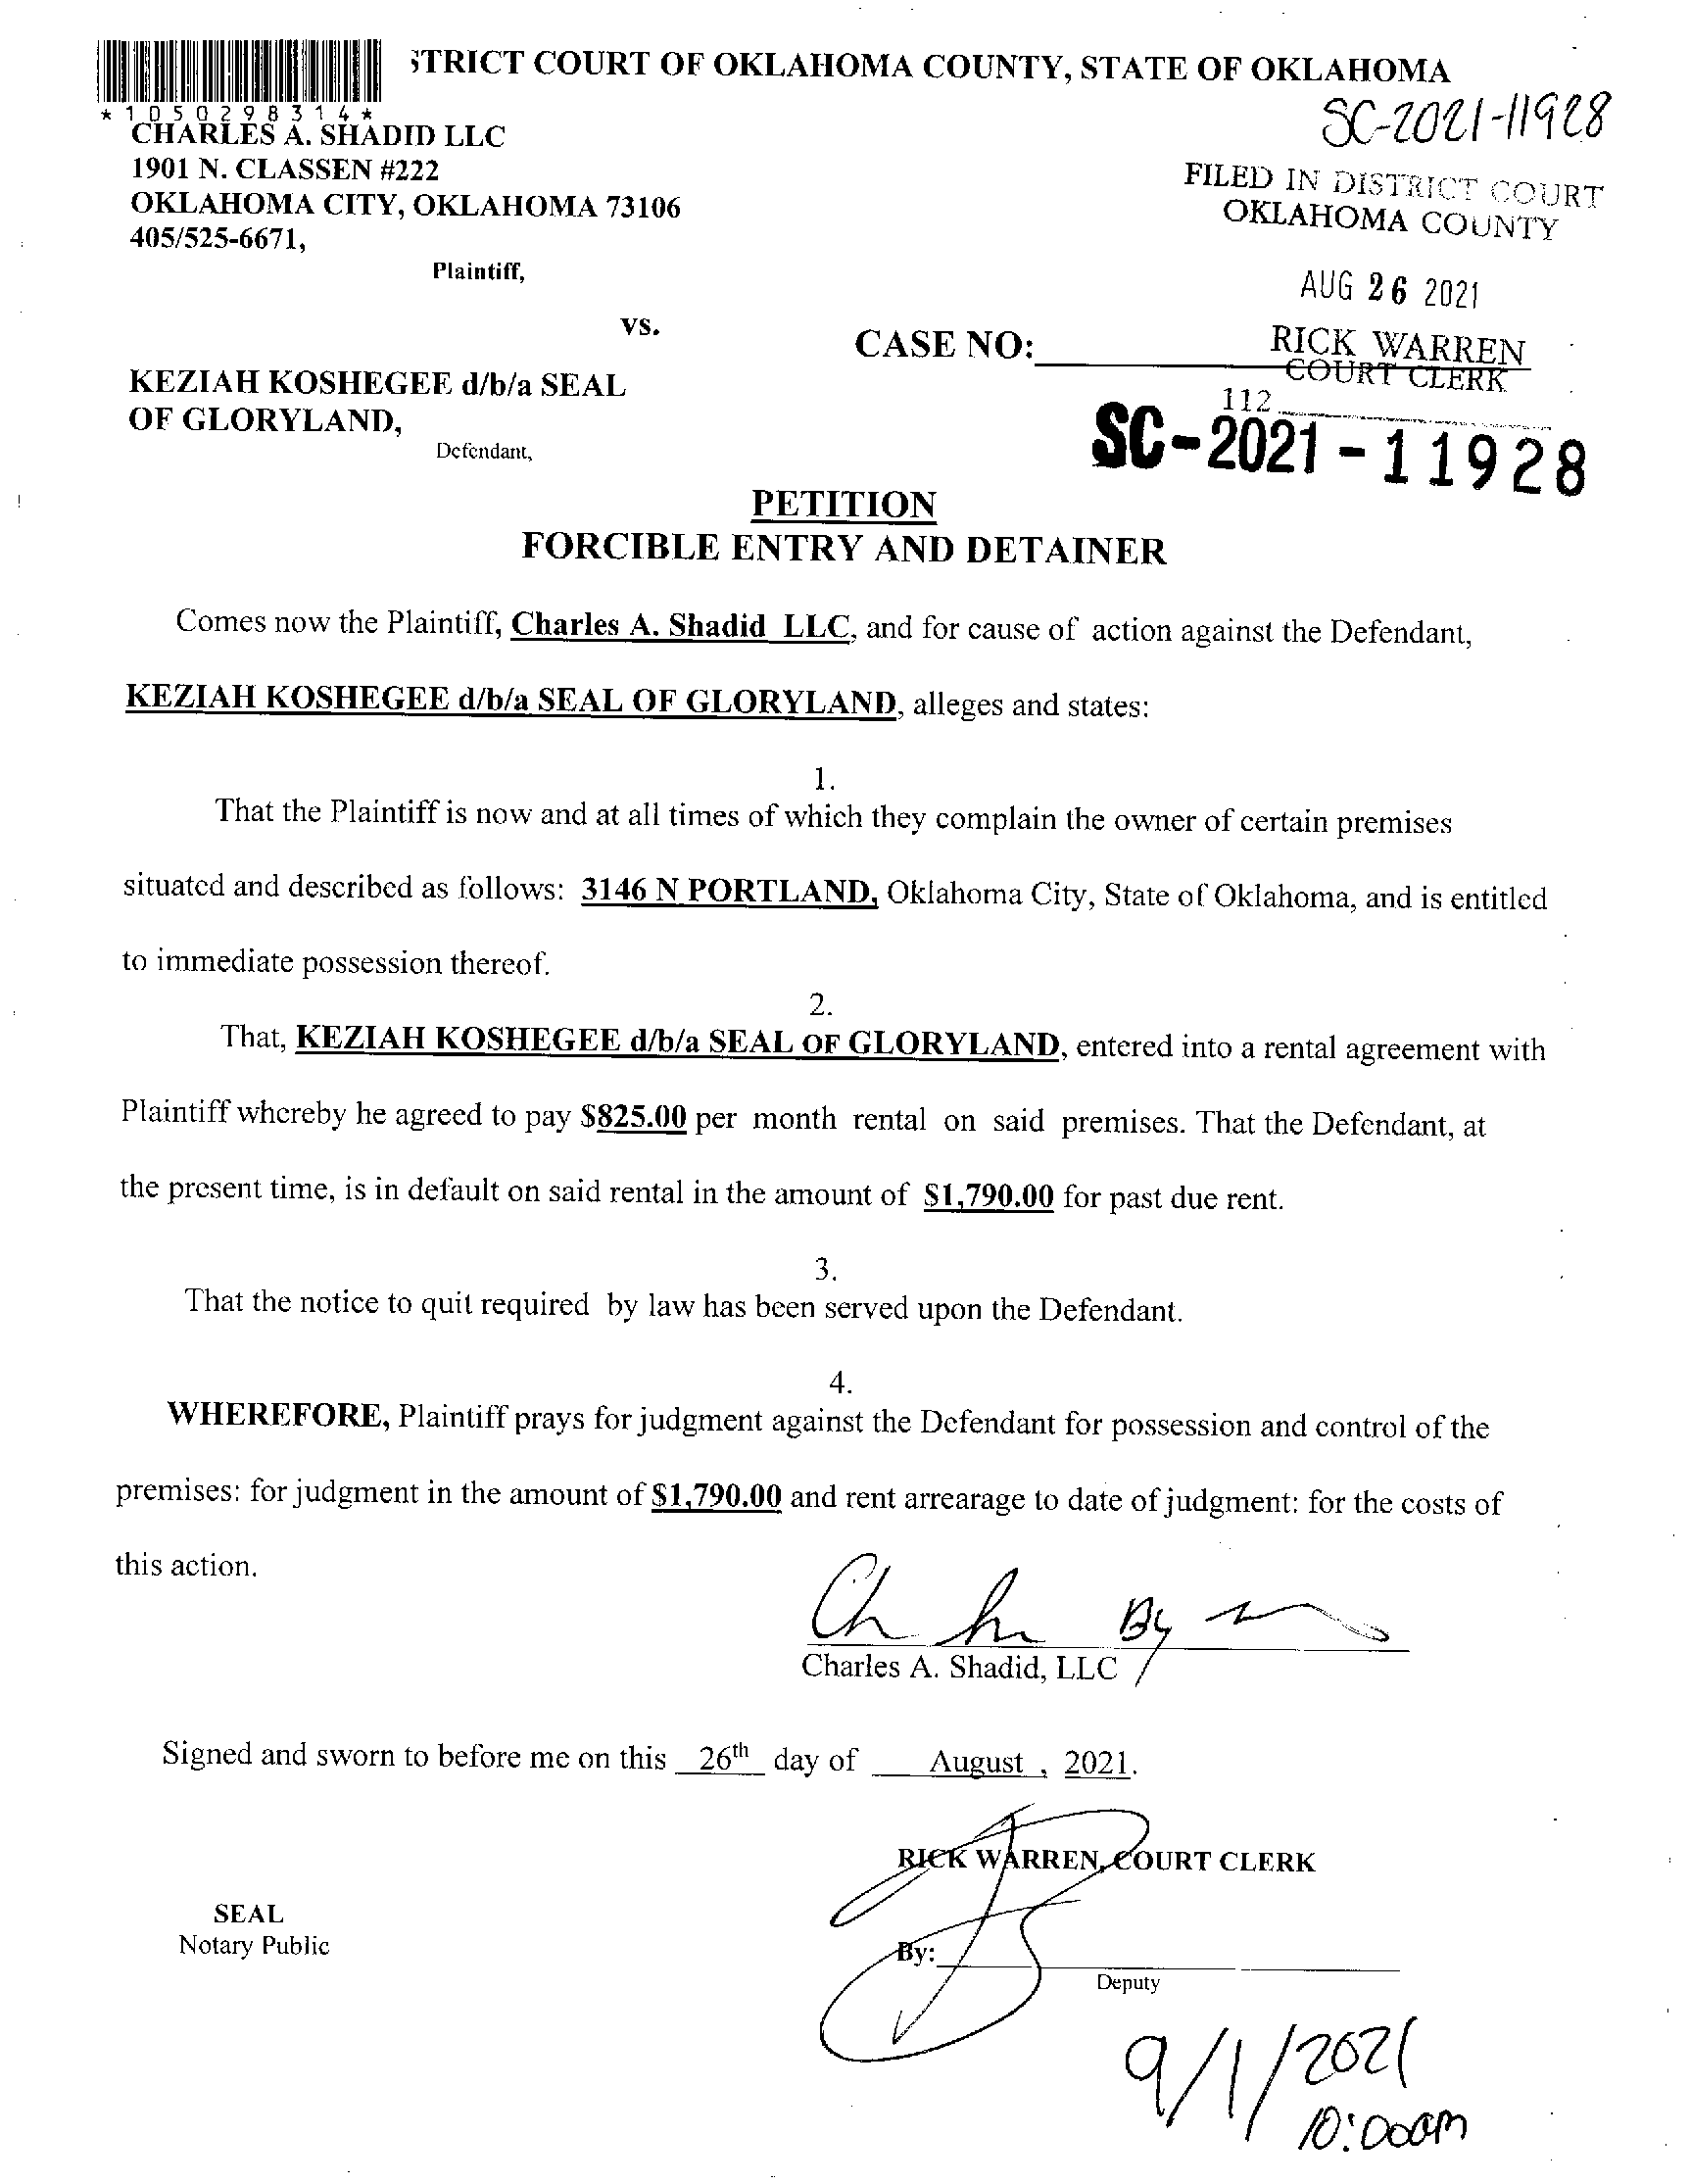 STRICT COURT OF OKLAHOMA COUNTY, STATE OF OKLAHOMA
*1050298314*
SC-2021-11928
CHARLES A. SHADID LLC
1901 N. CLASSEN #222
OKLAHOMA CITY, OKLAHOMA 73106
405/525-6671,
Plaintiff,
FILED IN DISTRICT COURT
OKLAHOMA COUNTY
AUG 26 2021
RICK WARREN
COURT CLERK
112
vs.
CASE NO:
KEZIAH KOSHEGEE d/b/a SEAL
OF GLORYLAND,
Defendant,
SC-2021-11928
PETITION
FORCIBLE ENTRY AND DETAINER
Comes now the Plaintiff, Charles A. Shadid LLC, and for cause of action against the Defendant,
KEZIAH KOSHEGEE d/b/a SEAL OF GLORYLAND, alleges and states:
1.
That the Plaintiff is now and at all times of which they complain the owner of certain premises
situated and described as follows: 3146 N PORTLAND, Oklahoma City, State of Oklahoma, and is entitled
to immediate possession thereof.
2.
That, KEZIAH KOSHEGEE d/b/a SEAL OF GLORYLAND, entered into a rental agreement with
Plaintiff whereby he agreed to pay $825.00 per month rental on said premises. That the Defendant, at
the present time, is in default on said rental in the amount of $1,790.00 for past due rent.
3.
That the notice to quit required by law has been served upon the Defendant.
4.
WHEREFORE, Plaintiff prays for judgment against the Defendant for possession and control of the
premises: for judgment in the amount of $1,790.00 and rent arrearage to date of judgment: for the costs of
this action.
By
Charles A. Shadid, LLC
Signed and sworn to before me on this 26th day of August , 2021.
RICK WARREN, COURT CLERK
SEAL
Notary Public
By:
Deputy
9/1/2021
10:00am